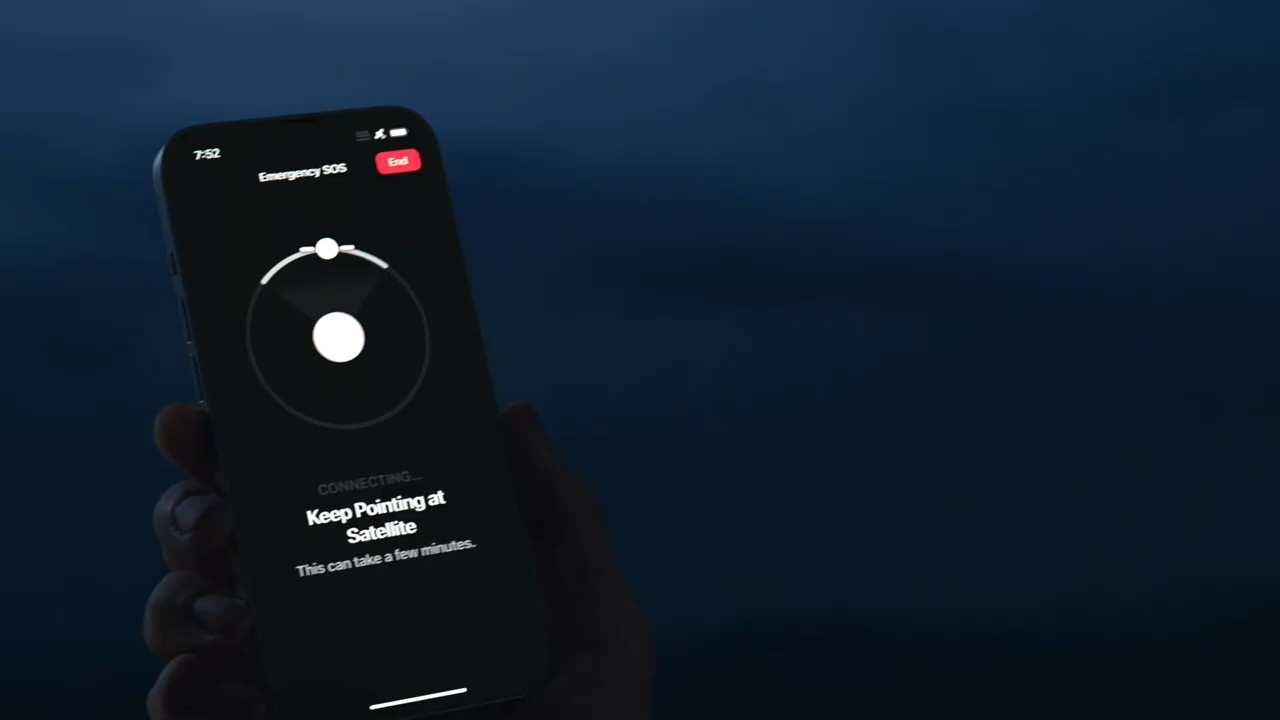 7:52
Emergency SOS
End
CONNECTING...
Keep Pointing at
Satellite
This can take a few minutes.